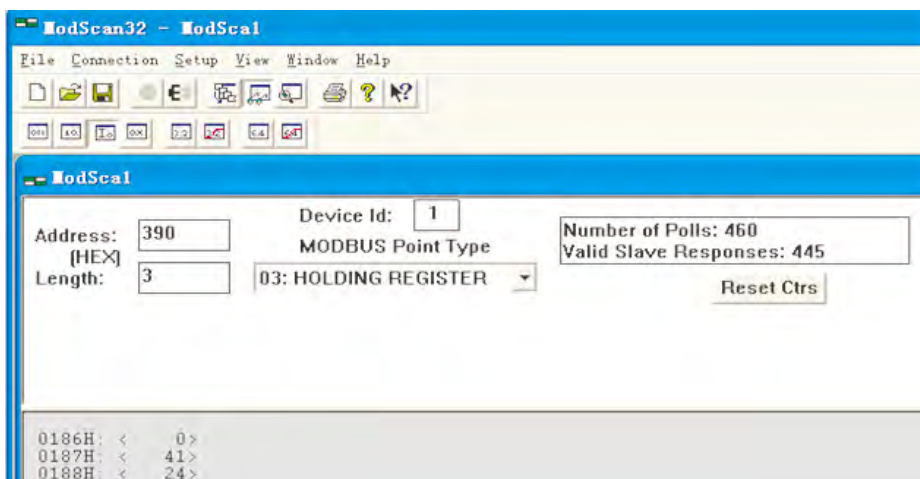 ModScan32 - ModSca1
File Connection Setup View Window Help
ModSca1
Device Id: 1
Address: 390
[HEX]
MODBUS Point Type
Length: 3
03: HOLDING REGISTER
Number of Polls: 460
Valid Slave Responses: 445
Reset Ctrs
0186H: < 0>
0187H: < 41>
0188H: < 24>